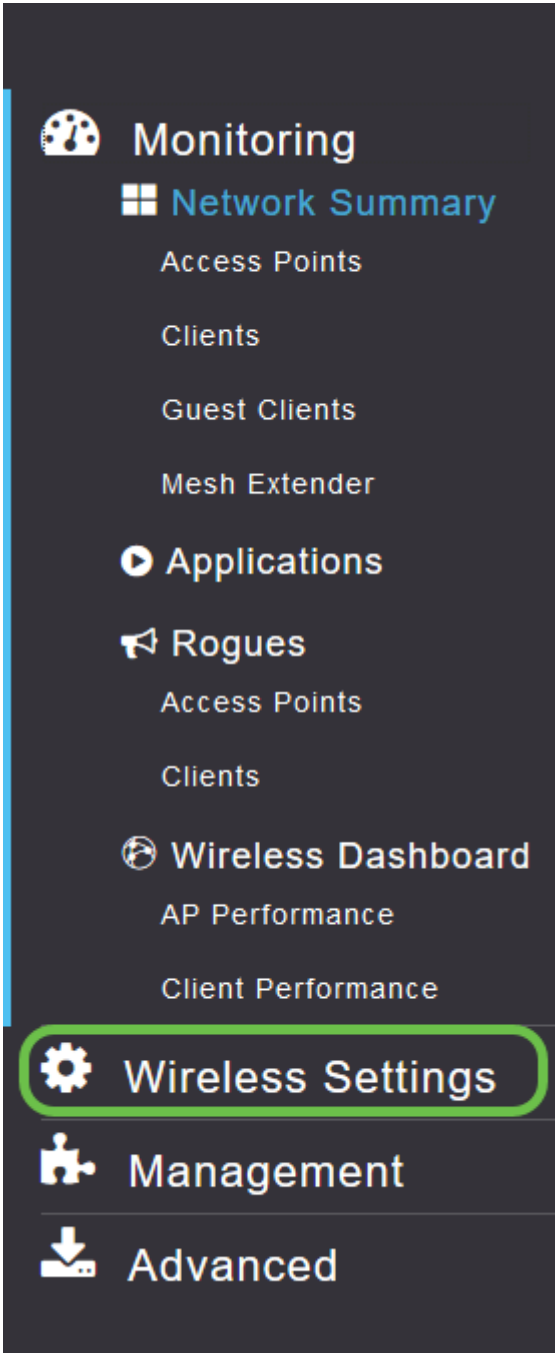 Monitoring
Network Summary
Access Points
Clients
Guest Clients
Mesh Extender
Applications
Rogues
Access Points
Clients
Wireless Dashboard
AP Performance
Client Performance
Wireless Settings
Management
Advanced